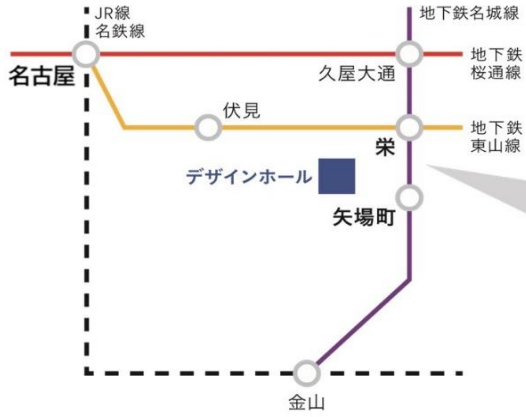 JR線
名鉄線
地下鉄名城線
名古屋
久屋大通
地下鉄
桜通線
伏見
栄
地下鉄
東山線
デザインホール
矢場町
金山